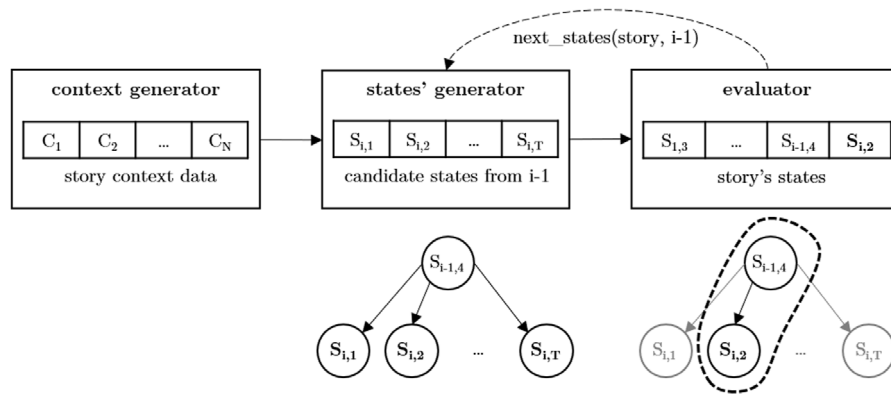 next_states(story, i-1)
context generator
states' generator
evaluator
C1 C2 ... CN
Si,1 Si,2 ... Si,T
S1,3 ... Si-1,4 Si,2
story context data
candidate states from i-1
story's states
Si-1,4
Si-1,4
Si,1 Si,2 ... Si,T
Si,1 Si,2 ... Si,T